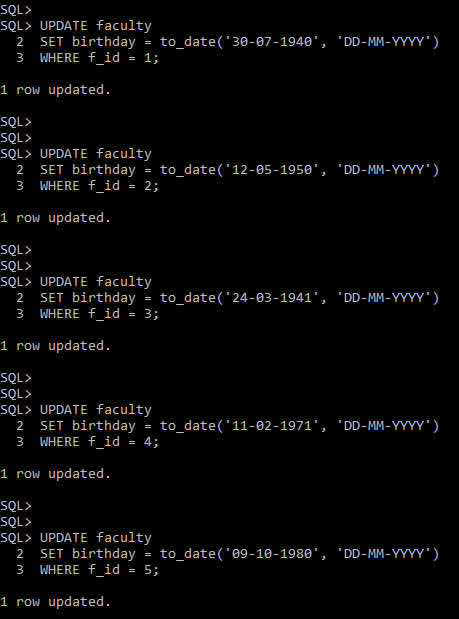 SQL>
SQL> UPDATE faculty
  2  SET birthday = to_date('30-07-1940', 'DD-MM-YYYY')
  3  WHERE f_id = 1;
1 row updated.
SQL>
SQL>
SQL> UPDATE faculty
  2  SET birthday = to_date('12-05-1950', 'DD-MM-YYYY')
  3  WHERE f_id = 2;
1 row updated.
SQL>
SQL>
SQL> UPDATE faculty
  2  SET birthday = to_date('24-03-1941', 'DD-MM-YYYY')
  3  WHERE f_id = 3;
1 row updated.
SQL>
SQL>
SQL> UPDATE faculty
  2  SET birthday = to_date('11-02-1971', 'DD-MM-YYYY')
  3  WHERE f_id = 4;
1 row updated.
SQL>
SQL>
SQL> UPDATE faculty
  2  SET birthday = to_date('09-10-1980', 'DD-MM-YYYY')
  3  WHERE f_id = 5;
1 row updated.